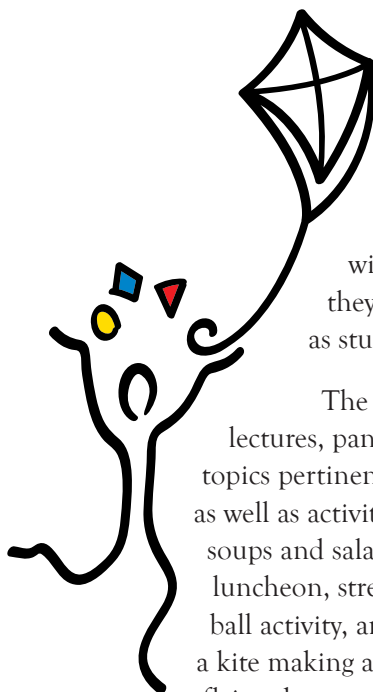 wi
they
as stu
The
lectures, pan
topics pertinen
as well as activit
soups and sala
luncheon, stre
ball activity, an
a kite making a